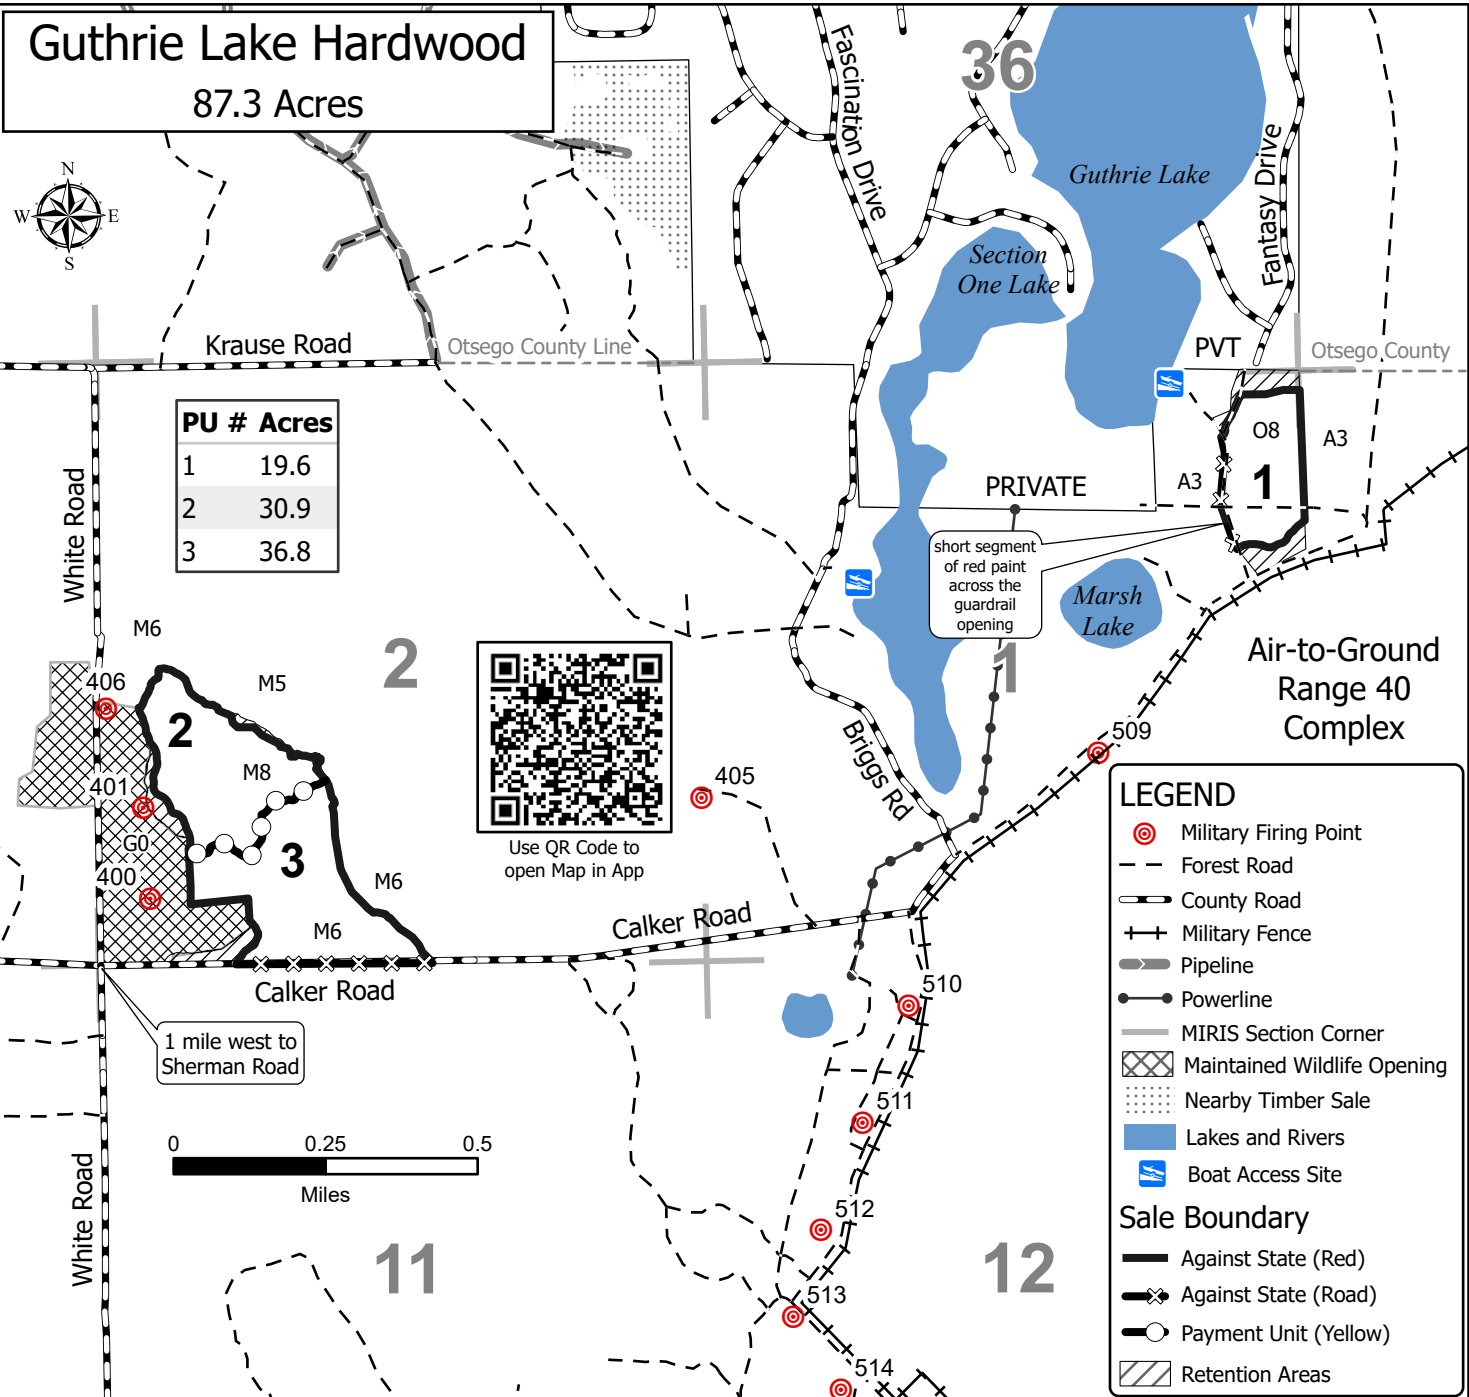 Guthrie Lake Hardwood
87.3 Acres
N
W E
S
36
Fascination Drive
Guthrie Lake
Fantasy Drive
Section
One Lake
Krause Road
Otsego County Line
PVT
Otsego County
PU # Acres
1 19.6
2 30.9
3 36.8
White Road
O8
A3
1
A3
PRIVATE
short segment
of red paint
across the
guardrail
opening
Marsh
Lake
M6
2
1
Air-to-Ground
Range 40
Complex
406
M5
2
M8
401
G0
3
400
M6
M6
Use QR Code to
open Map in App
405
Briggs Rd
509
Calker Road
Calker Road
1 mile west to
Sherman Road
510
511
512
513
514
0 0.25 0.5
Miles
White Road
11
12
LEGEND
Military Firing Point
Forest Road
County Road
Military Fence
Pipeline
Powerline
MIRIS Section Corner
Maintained Wildlife Opening
Nearby Timber Sale
Lakes and Rivers
Boat Access Site
Sale Boundary
Against State (Red)
Against State (Road)
Payment Unit (Yellow)
Retention Areas